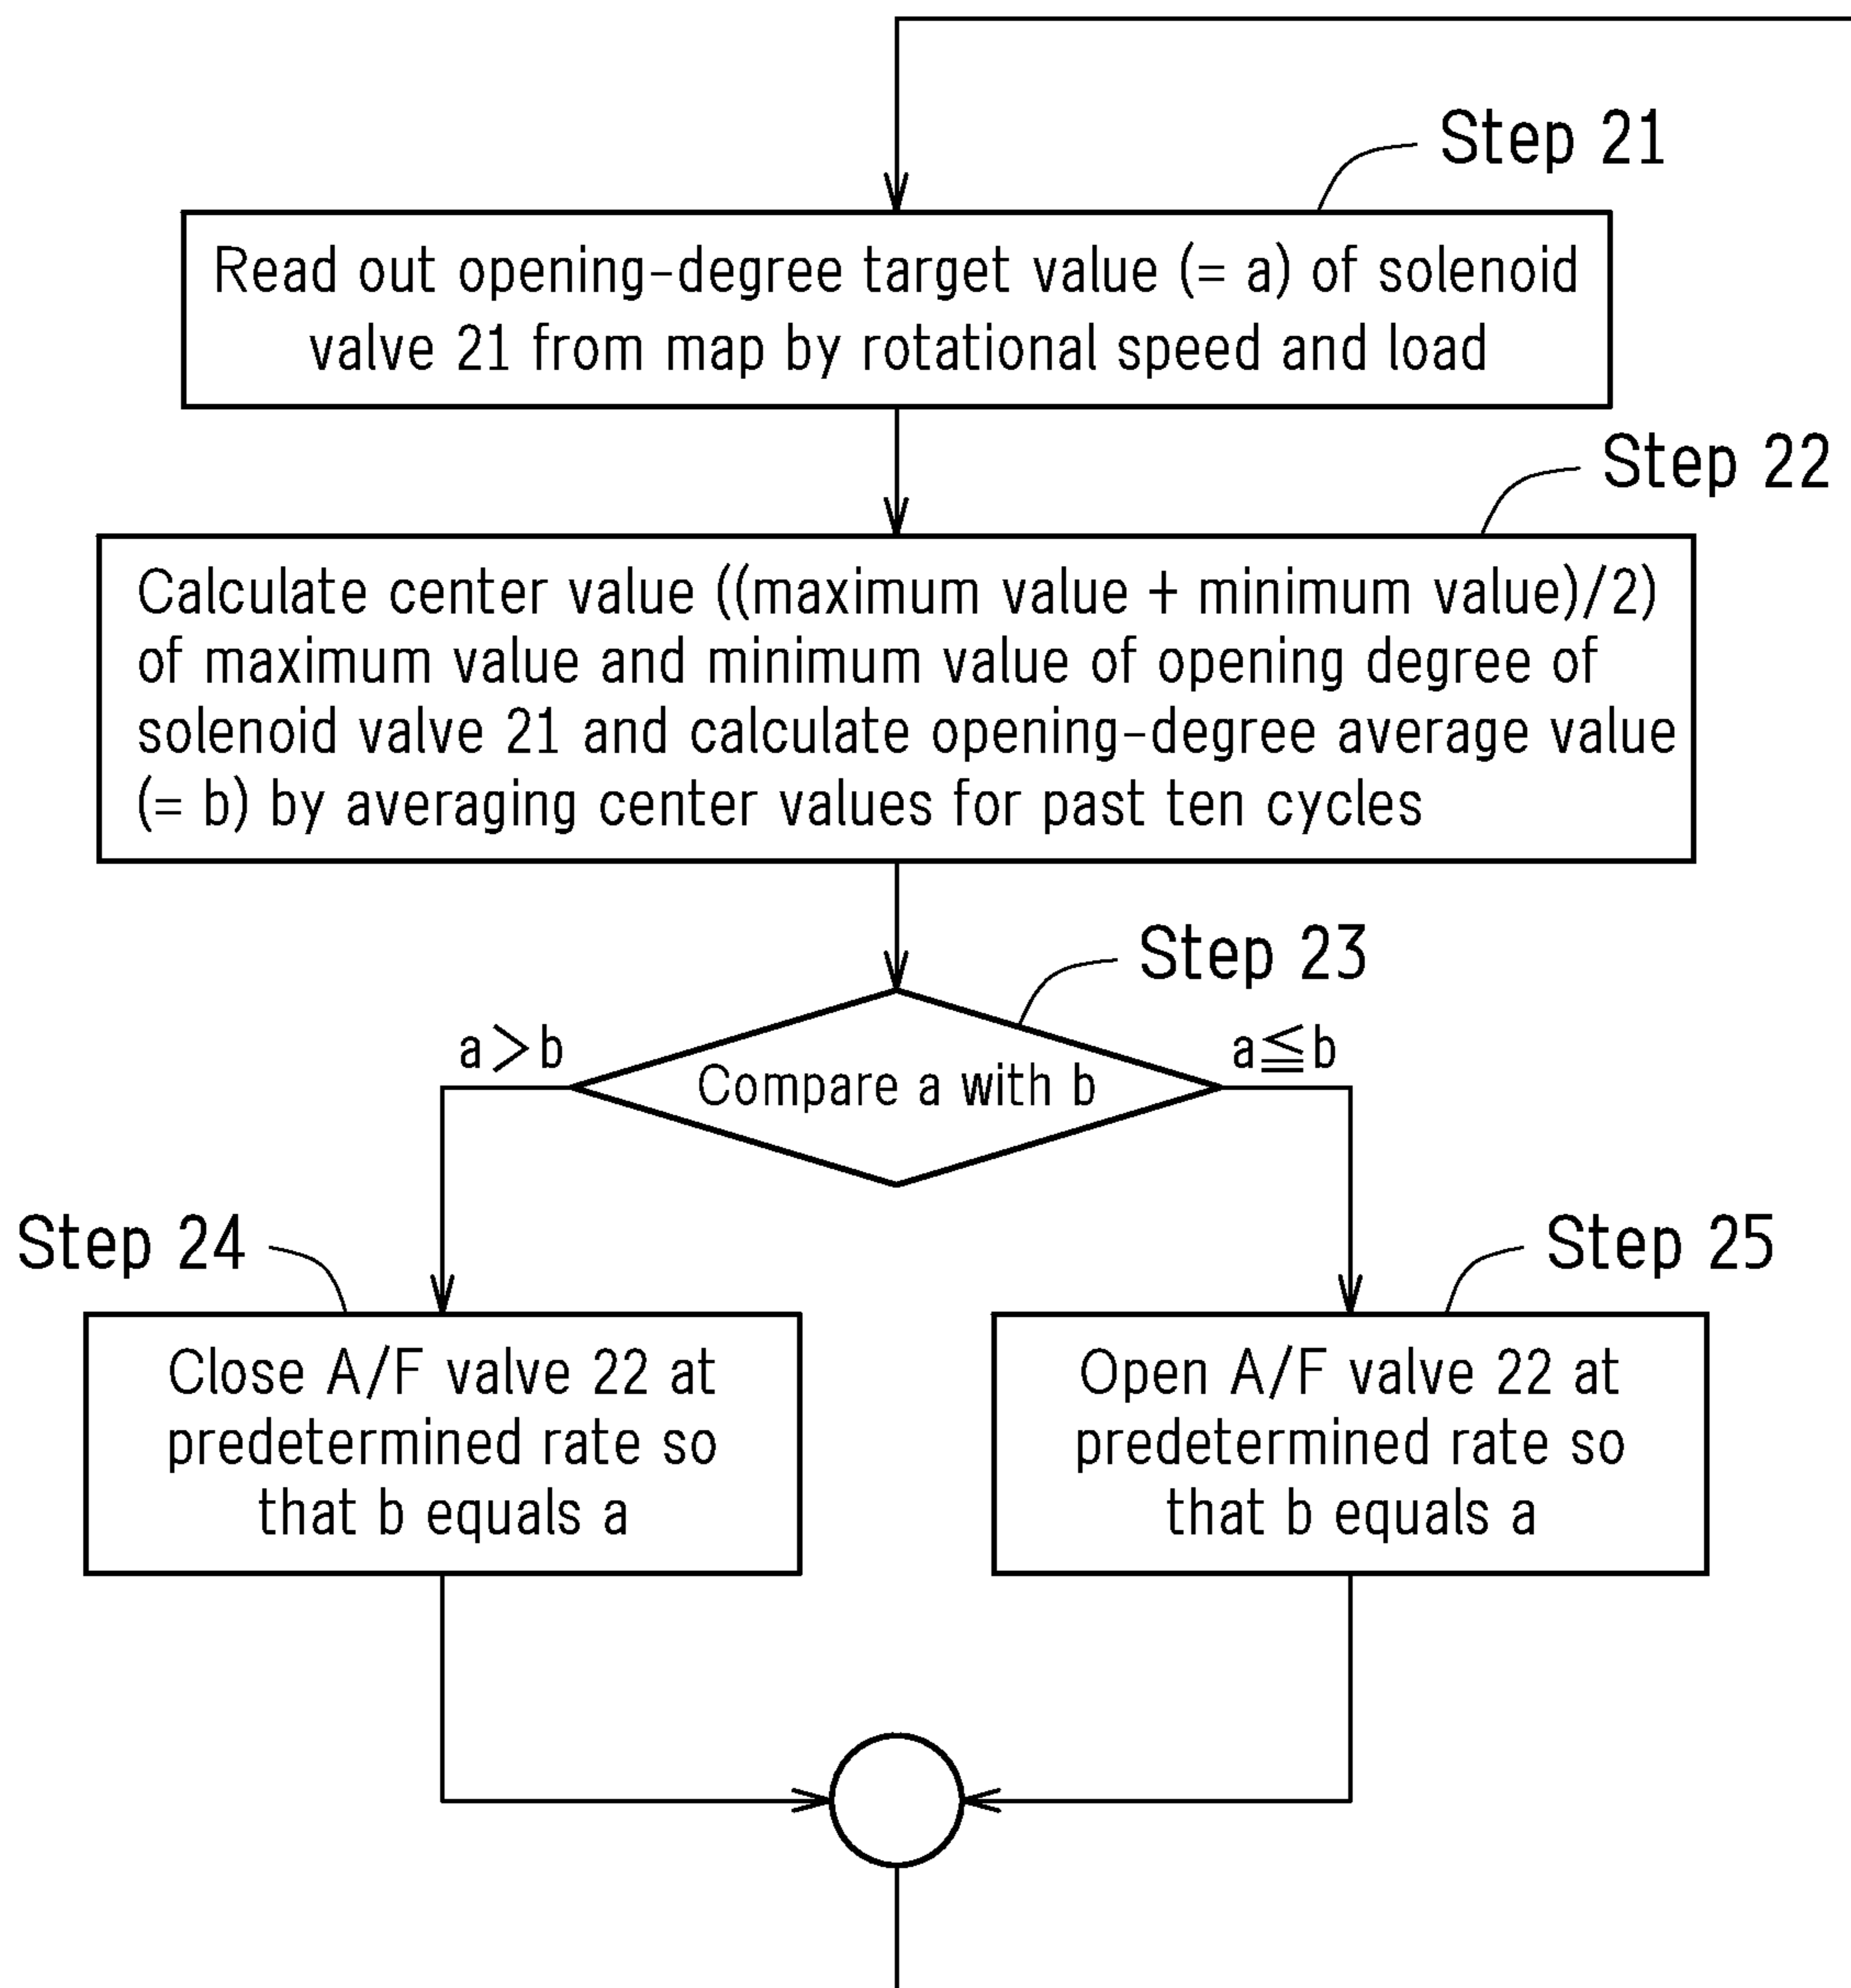 Step 21
Read out opening-degree target value (= a) of solenoid
valve 21 from map by rotational speed and load
Step 22
Calculate center value ((maximum value + minimum value)/2)
of maximum value and minimum value of opening degree of
solenoid valve 21 and calculate opening-degree average value
(= b) by averaging center values for past ten cycles
Step 23
a>b
Compare a with b
a≦b
Step 24
Close A/F valve 22 at
predetermined rate so
that b equals a
Step 25
Open A/F valve 22 at
predetermined rate so
that b equals a